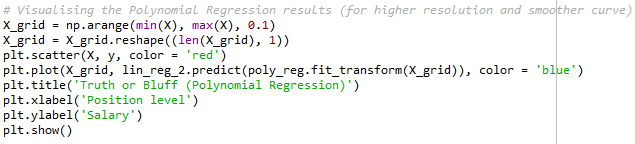 # Visualising the Polynomial Regression results (for higher resolution and smoother curve)
X_grid = np.arange(min(X), max(X), 0.1)
X_grid = X_grid.reshape((len(X_grid), 1))
plt.scatter(X, y, color = 'red')
plt.plot(X_grid, lin_reg_2.predict(poly_reg.fit_transform(X_grid)), color = 'blue')
plt.title('Truth or Bluff (Polynomial Regression)')
plt.xlabel('Position level')
plt.ylabel('Salary')
plt.show()